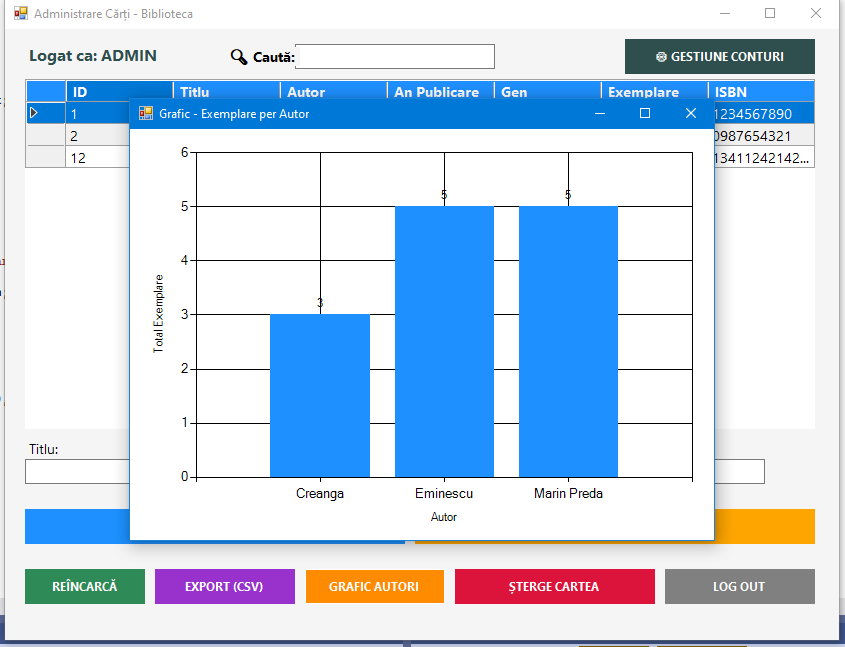 Administrare Cărți - Biblioteca
Logat ca: ADMIN
Caută:
GESTIUNE CONTURI
ID Titlu Autor An Publicare Gen Exemplare ISBN
1 1234567890
2 0987654321
12 13411242142...
Grafic - Exemplare per Autor
6
5
4
3
2
1
0
Total Exemplare
3
5
5
Creanga Eminescu Marin Preda
Autor
Titlu:
REÎNCARCĂ EXPORT (CSV) GRAFIC AUTORI ȘTERGE CARTEA LOG OUT